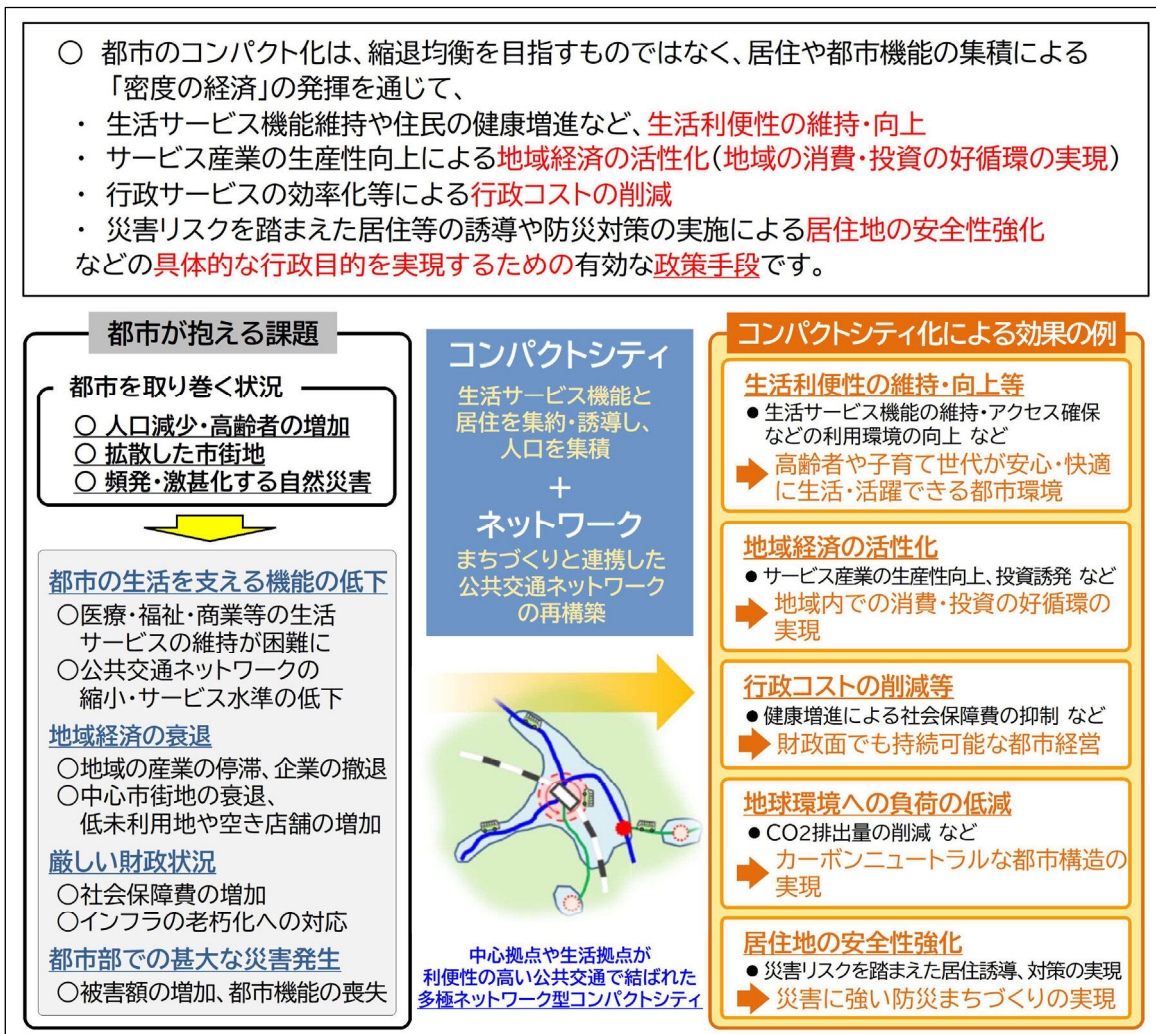 ○ 都市のコンパクト化は、縮退均衡を目指すものではなく、居住や都市機能の集積による
「密度の経済」の発揮を通じて、
・ 生活サービス機能維持や住民の健康増進など、生活利便性の維持・向上
・ サービス産業の生産性向上による地域経済の活性化(地域の消費・投資の好循環の実現)
・ 行政サービスの効率化等による行政コストの削減
・ 災害リスクを踏まえた居住等の誘導や防災対策の実施による居住地の安全性強化
などの具体的な行政目的を実現するための有効な政策手段です。
都市が抱える課題
都市を取り巻く状況
○ 人口減少・高齢者の増加
○ 拡散した市街地
○ 頻発・激甚化する自然災害
都市の生活を支える機能の低下
○医療・福祉・商業等の生活
サービスの維持が困難に
○公共交通ネットワークの
縮小・サービス水準の低下
地域経済の衰退
○地域の産業の停滞、企業の撤退
○中心市街地の衰退、
低未利用地や空き店舗の増加
厳しい財政状況
○社会保障費の増加
○インフラの老朽化への対応
都市部での甚大な災害発生
○被害額の増加、都市機能の喪失
コンパクトシティ
生活サービス機能と
居住を集約・誘導し、
人口を集積
+
ネットワーク
まちづくりと連携した
公共交通ネットワーク
の再構築
中心拠点や生活拠点が
利便性の高い公共交通で結ばれた
多極ネットワーク型コンパクトシティ
コンパクトシティ化による効果の例
生活利便性の維持・向上等
● 生活サービス機能の維持・アクセス確保
などの利用環境の向上 など
高齢者や子育て世代が安心・快適
に生活・活躍できる都市環境
地域経済の活性化
● サービス産業の生産性向上、投資誘発 など
地域内での消費・投資の好循環の
実現
行政コストの削減等
● 健康増進による社会保障費の抑制 など
財政面でも持続可能な都市経営
地球環境への負荷の低減
● CO2排出量の削減 など
カーボンニュートラルな都市構造の
実現
居住地の安全性強化
● 災害リスクを踏まえた居住誘導、対策の実現
災害に強い防災まちづくりの実現